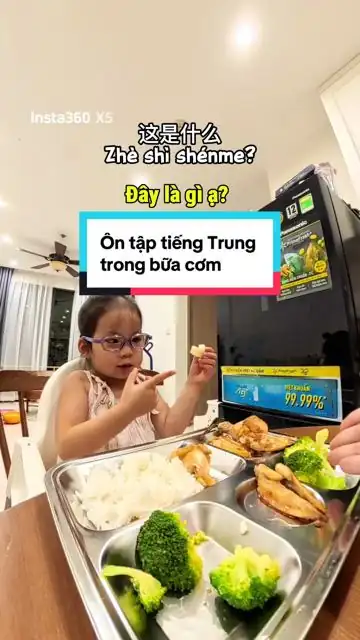 Insta360 X5
这是什么
Zhè shì shénme?
Đây là gì ạ?
Ôn tập tiếng Trung
trong bữa cơm
12
99.99%